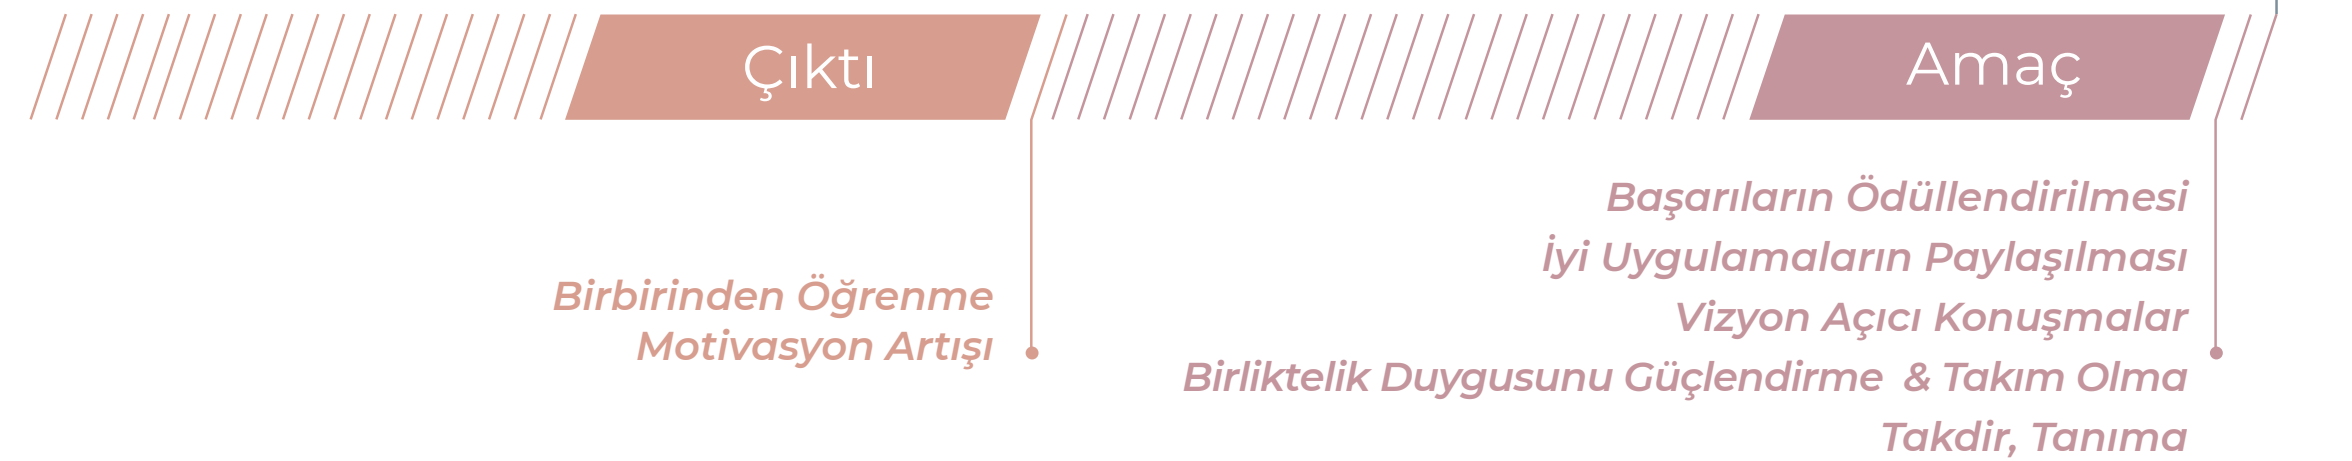 Çıktı
Birbirinden Öğrenme
Motivasyon Artışı
Amaç
Başarıların Ödüllendirilmesi
İyi Uygulamaların Paylaşılması
Vizyon Açıcı Konuşmalar
Birliktelik Duygusunu Güçlendirme & Takım Olma
Takdir, Tanıma